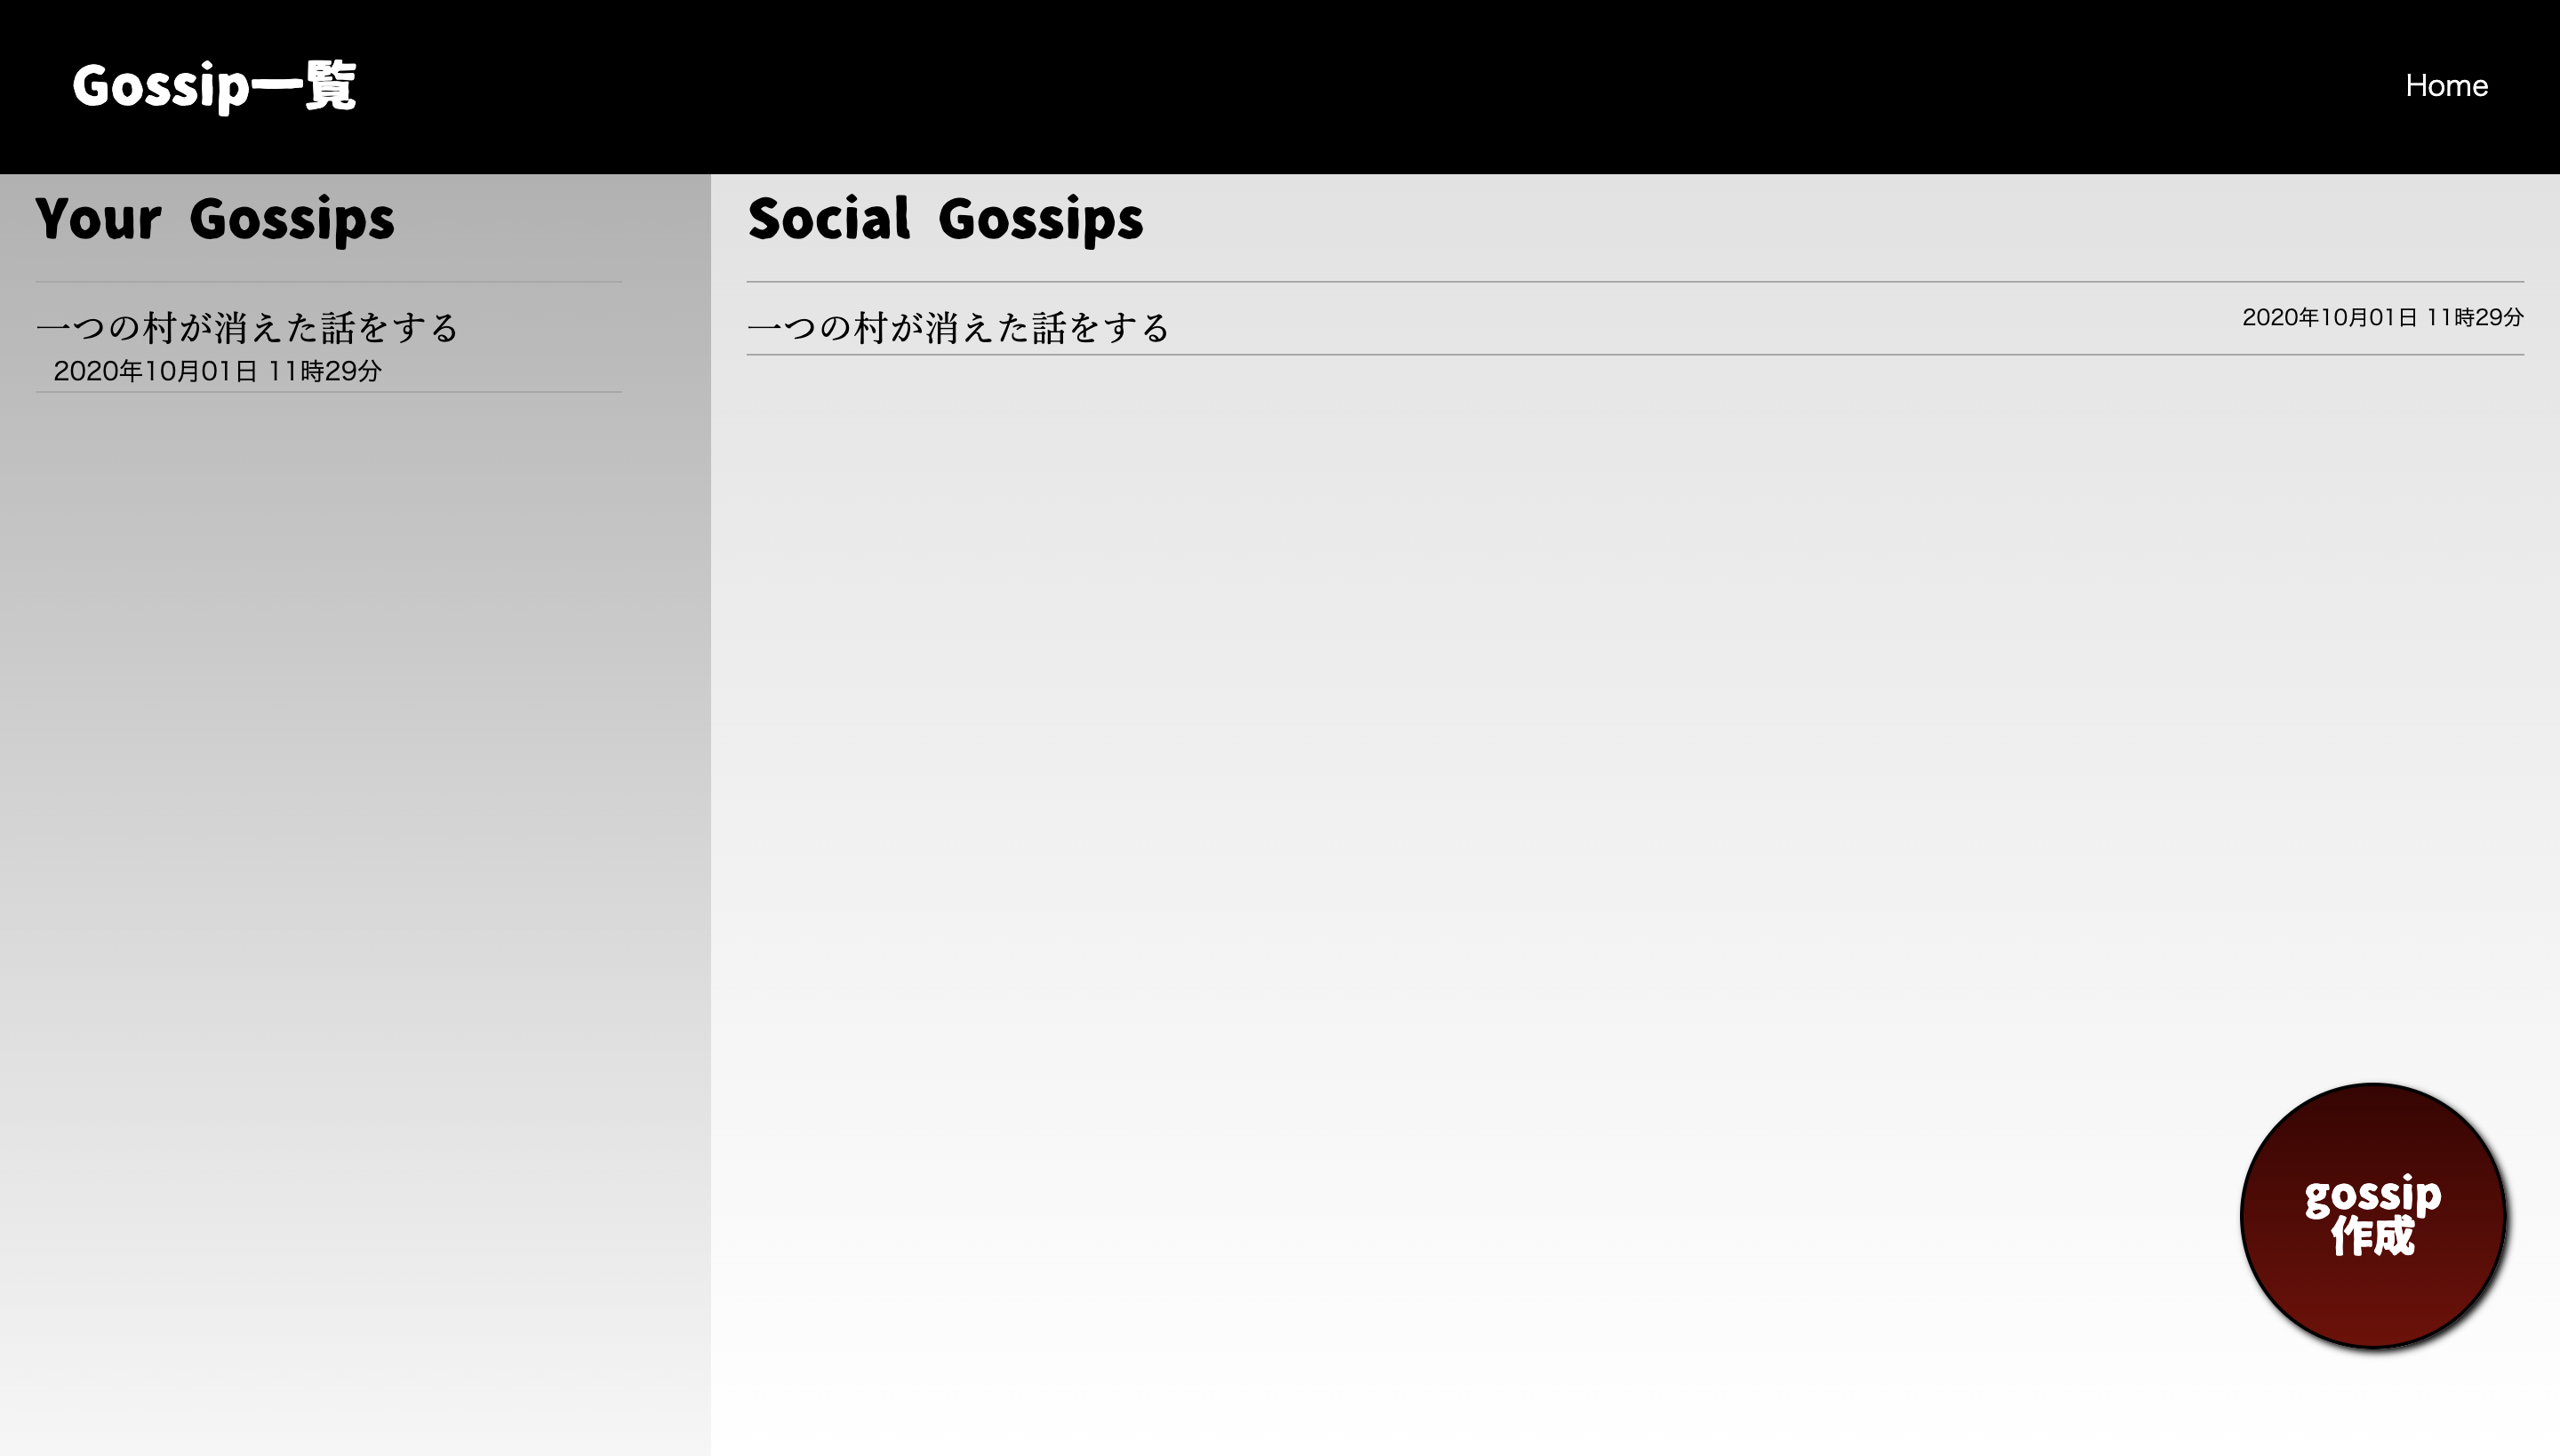 Gossip一覧
Home
Your Gossips
一つの村が消えた話をする
2020年10月01日 11時29分
Social Gossips
一つの村が消えた話をする
2020年10月01日 11時29分
gossip
作成